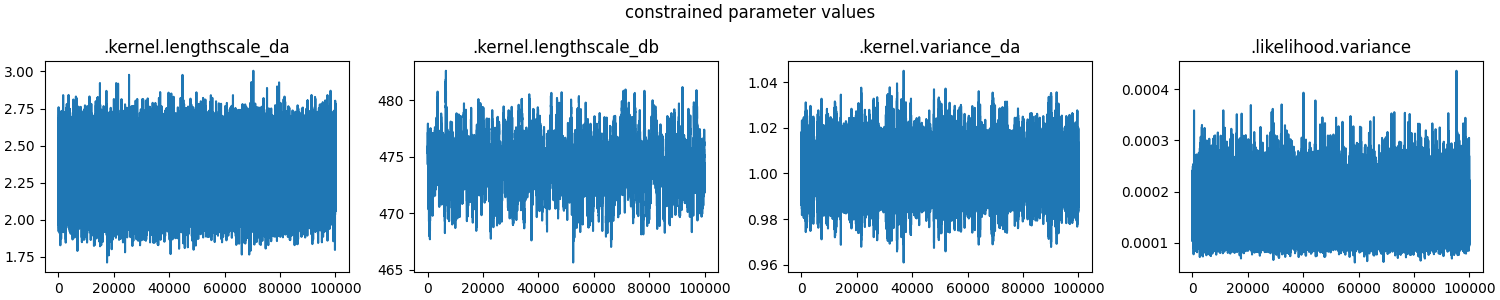 constrained parameter values
.kernel.lengthscale_da
.kernel.lengthscale_db
.kernel.variance_da
.likelihood.variance
3.00
2.75
2.50
2.25
2.00
1.75
0 20000 40000 60000 80000 100000
480
475
470
465
0 20000 40000 60000 80000 100000
1.04
1.02
1.00
0.98
0.96
0 20000 40000 60000 80000 100000
0.0004
0.0003
0.0002
0.0001
0 20000 40000 60000 80000 100000